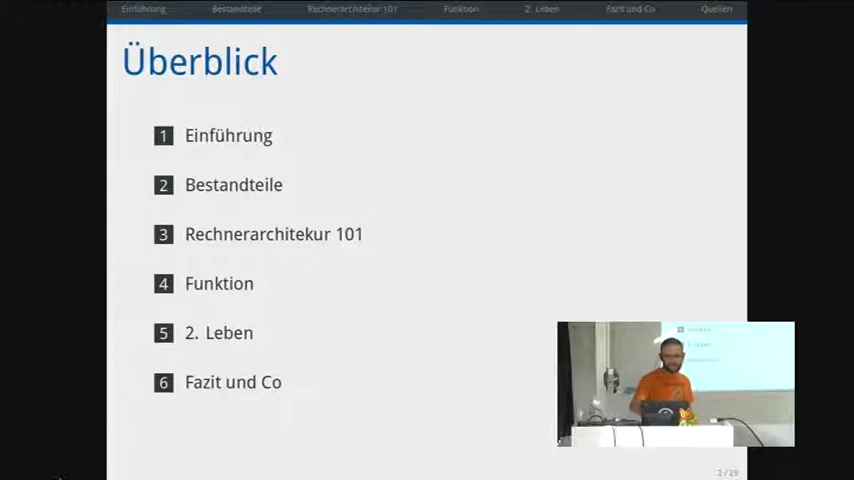 Einführung Bestandteile Rechnerarchitekur 101 Funktion 2. Leben Fazit und Co Quellen
Überblick
1 Einführung
2 Bestandteile
3 Rechnerarchitekur 101
4 Funktion
5 2. Leben
6 Fazit und Co
2 / 29